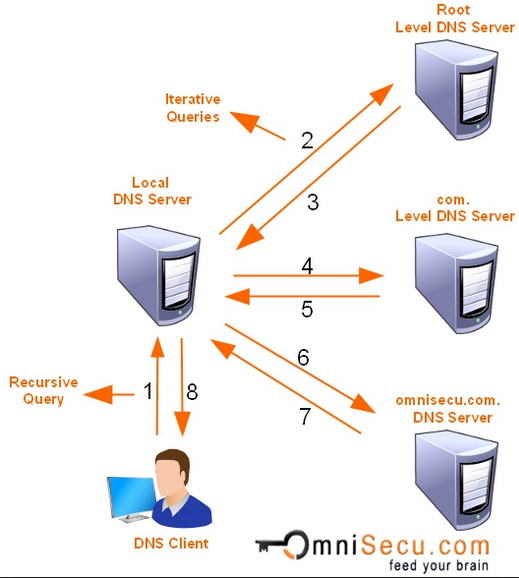 Root
Level DNS Server
Iterative
Queries
2
3
Local
DNS Server
com.
Level DNS Server
4
5
6
7
Recursive
Query
1
8
omnisecu.com.
DNS Server
DNS Client
OmniSecu.com
feed your brain